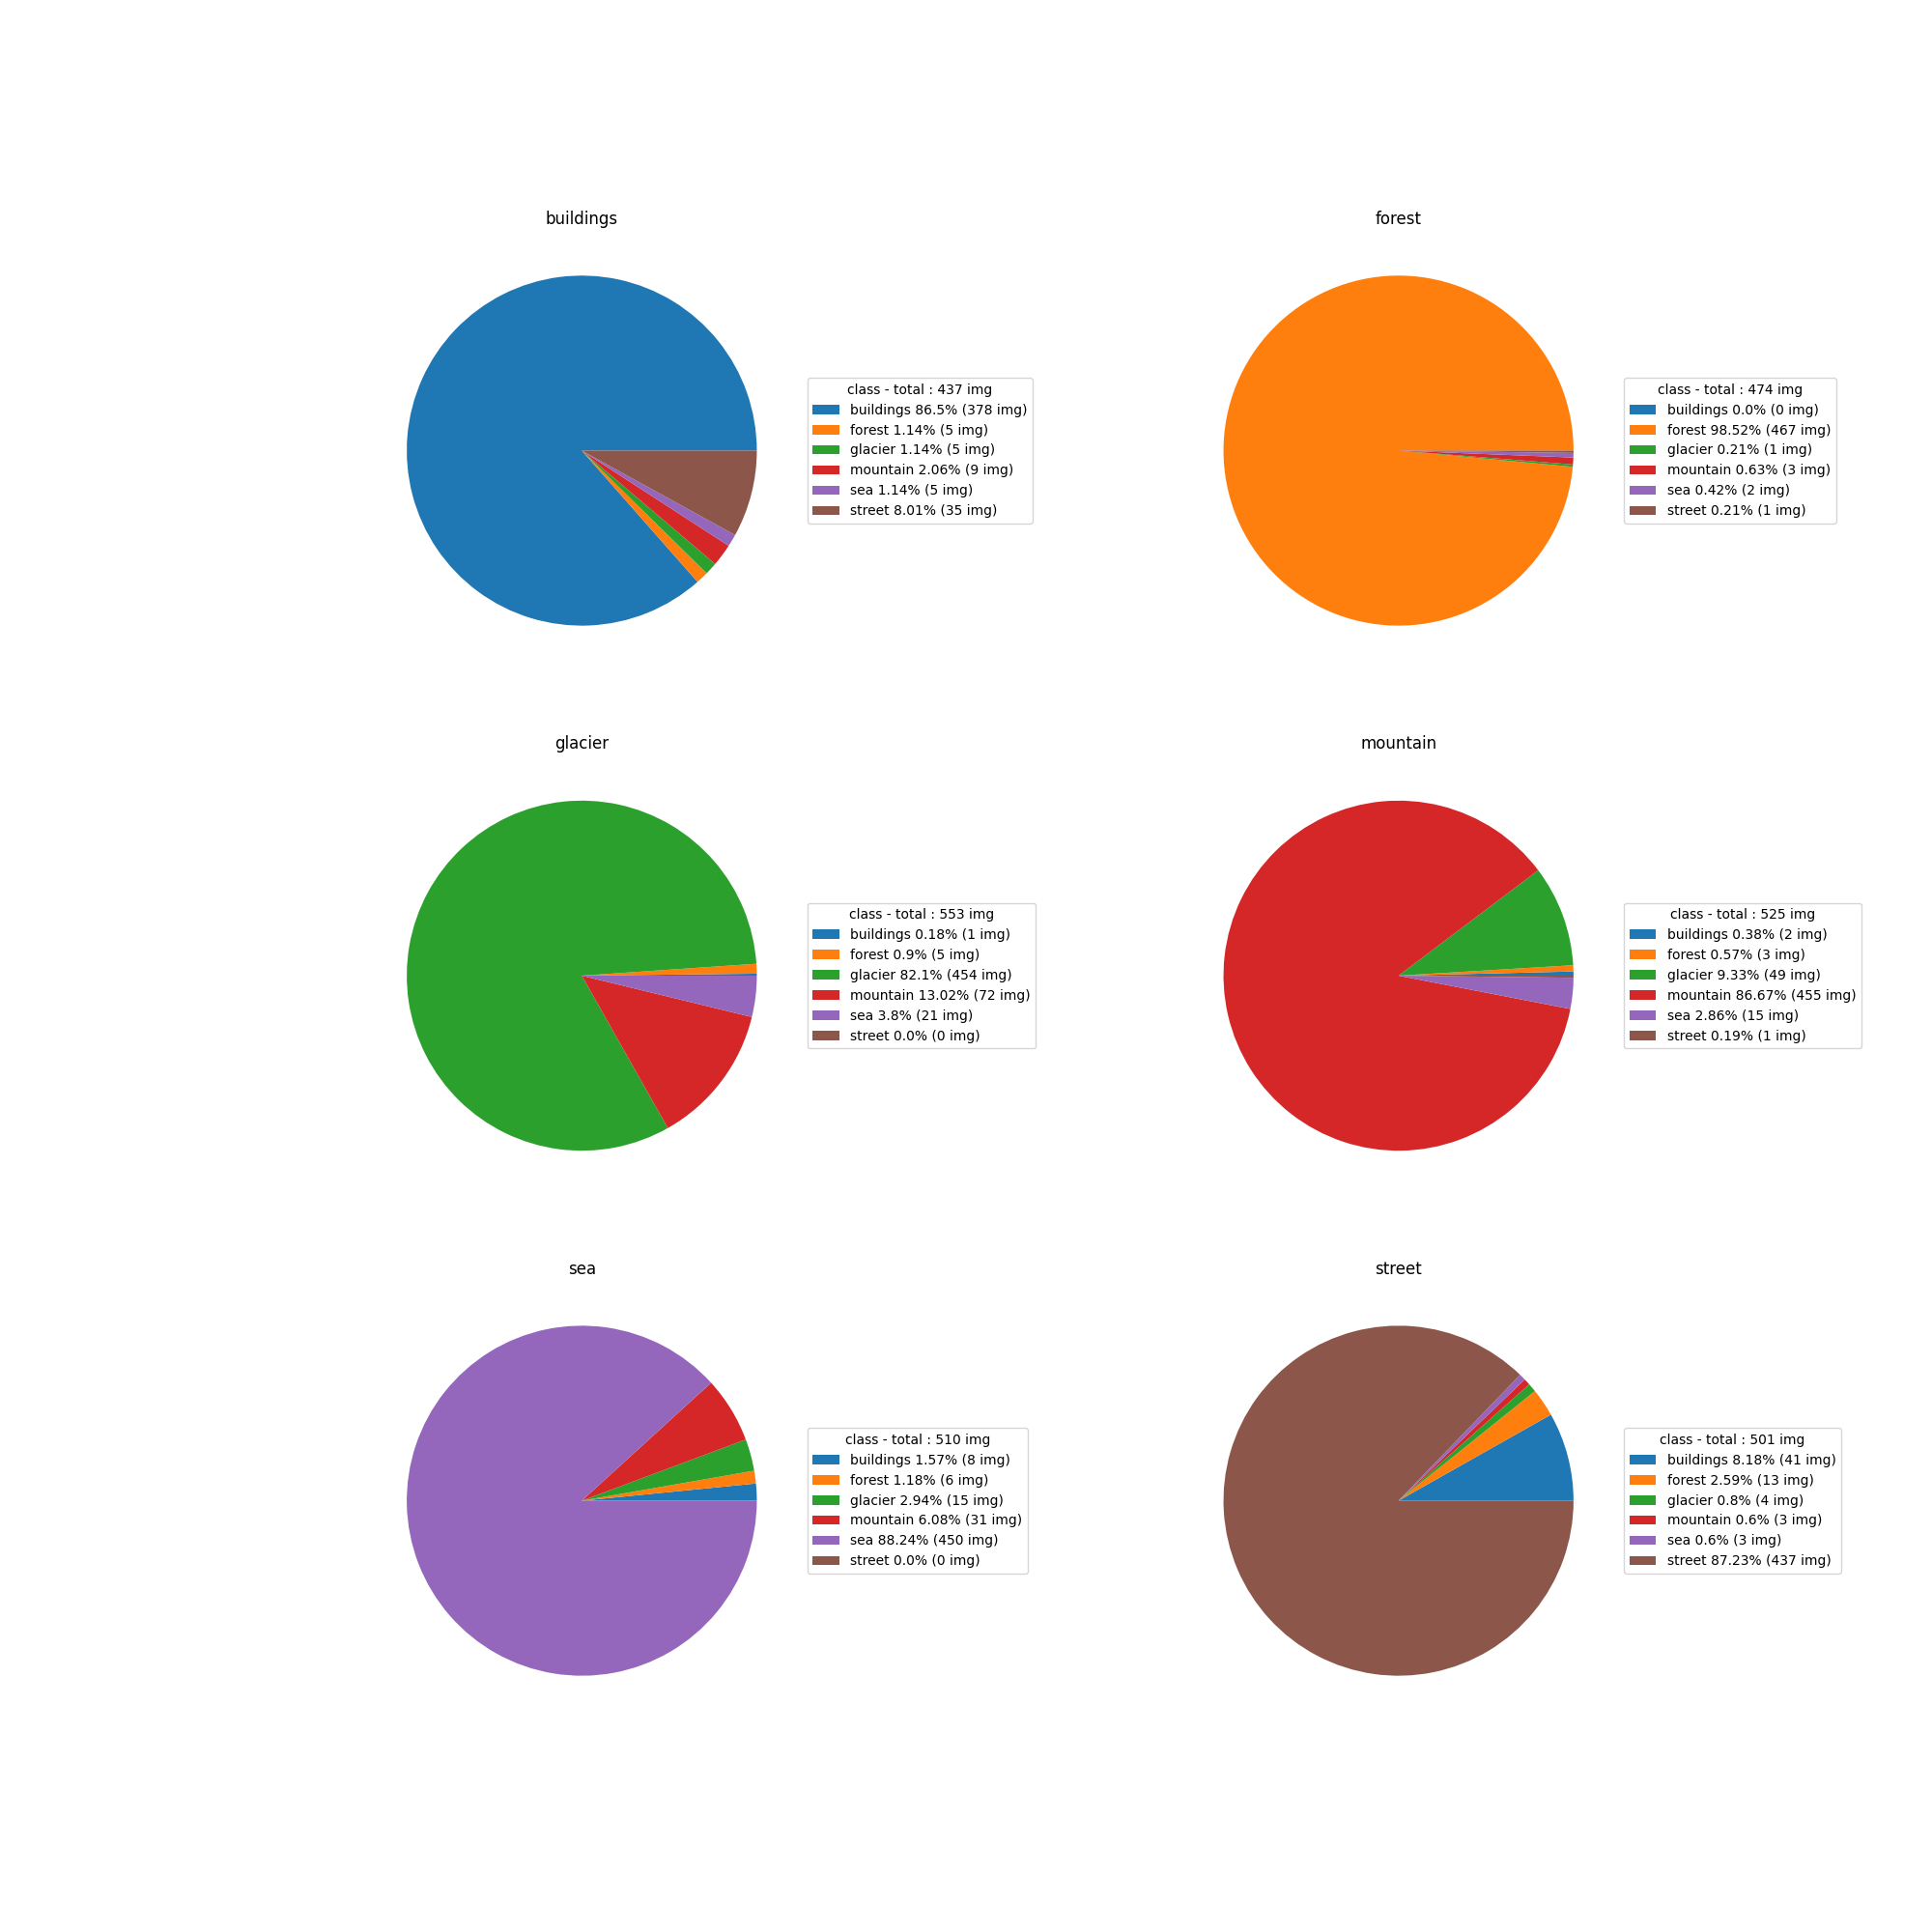 buildings
class - total : 437 img
buildings 86.5% (378 img)
forest 1.14% (5 img)
glacier 1.14% (5 img)
mountain 2.06% (9 img)
sea 1.14% (5 img)
street 8.01% (35 img)
forest
class - total : 474 img
buildings 0.0% (0 img)
forest 98.52% (467 img)
glacier 0.21% (1 img)
mountain 0.63% (3 img)
sea 0.42% (2 img)
street 0.21% (1 img)
glacier
class - total : 553 img
buildings 0.18% (1 img)
forest 0.9% (5 img)
glacier 82.1% (454 img)
mountain 13.02% (72 img)
sea 3.8% (21 img)
street 0.0% (0 img)
mountain
class - total : 525 img
buildings 0.38% (2 img)
forest 0.57% (3 img)
glacier 9.33% (49 img)
mountain 86.67% (455 img)
sea 2.86% (15 img)
street 0.19% (1 img)
sea
class - total : 510 img
buildings 1.57% (8 img)
forest 1.18% (6 img)
glacier 2.94% (15 img)
mountain 6.08% (31 img)
sea 88.24% (450 img)
street 0.0% (0 img)
street
class - total : 501 img
buildings 8.18% (41 img)
forest 2.59% (13 img)
glacier 0.8% (4 img)
mountain 0.6% (3 img)
sea 0.6% (3 img)
street 87.23% (437 img)